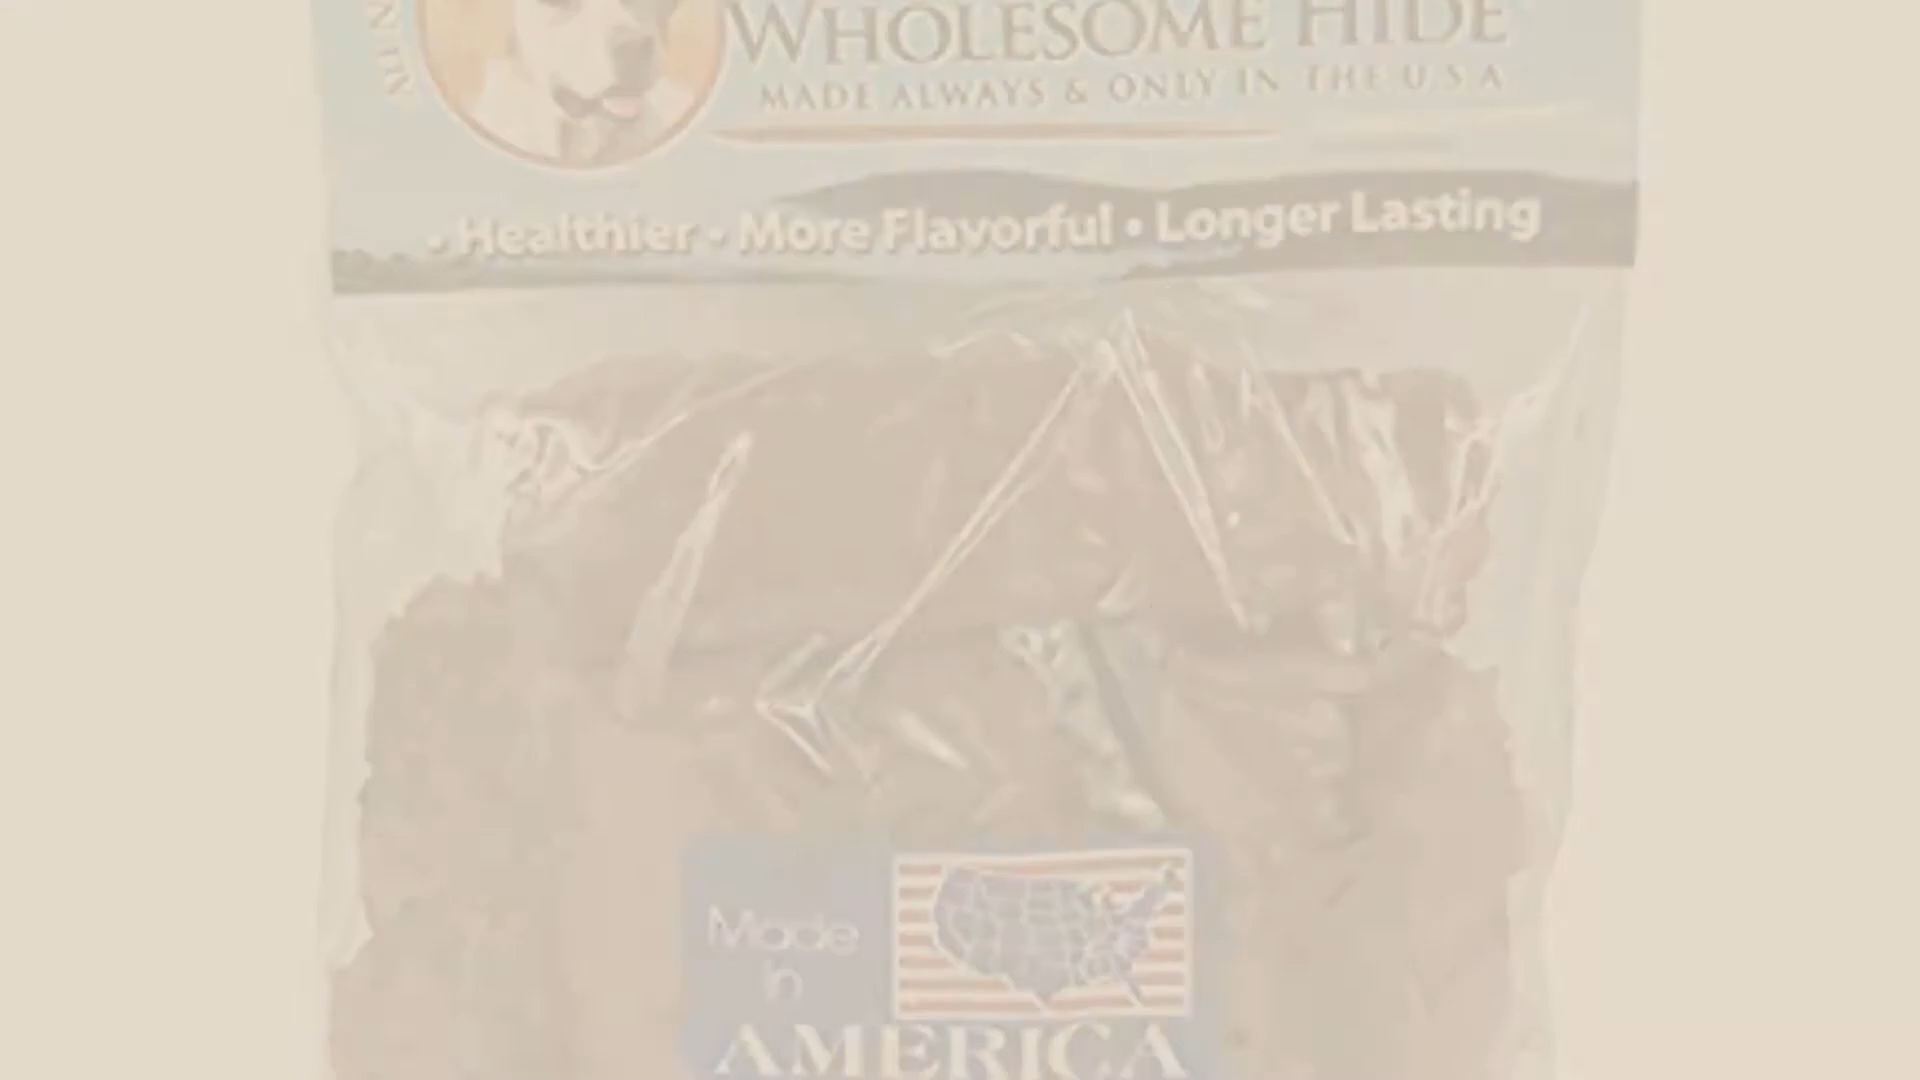 WHOLESOME HIDE
MADE ALWAYS & ONLY IN THE U.S.A
• Healthier • More Flavorful • Longer Lasting
Made
in
AMERICA